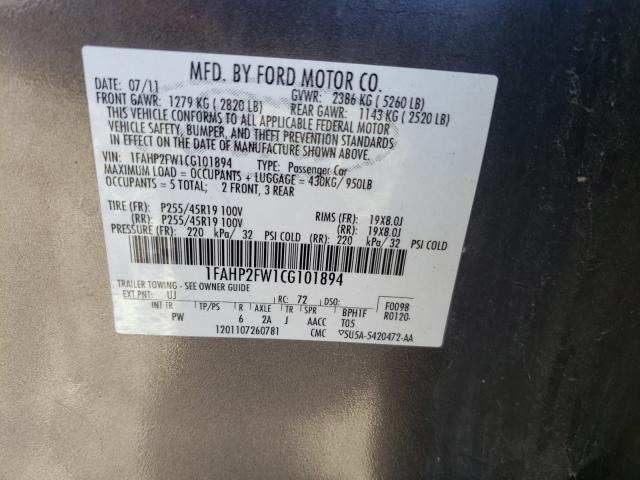 MFD. BY FORD MOTOR CO.
DATE: 07/11 GVWR: 2386 KG ( 5260 LB)
FRONT GAWR: 1279 KG ( 2820 LB) REAR GAWR: 1143 KG ( 2520 LB)
THIS VEHICLE CONFORMS TO ALL APPLICABLE FEDERAL MOTOR
VEHICLE SAFETY, BUMPER, AND THEFT PREVENTION STANDARDS
IN EFFECT ON THE DATE OF MANUFACTURE SHOWN ABOVE.
VIN: 1FAHP2FW1CG101894 TYPE: Passenger Car
MAXIMUM LOAD = OCCUPANTS + LUGGAGE = 430KG/ 950LB
OCCUPANTS = 5 TOTAL; 2 FRONT, 3 REAR
TIRE (FR): P255/45R19 100V RIMS (FR): 19X8.0J
(RR): P255/45R19 100V (RR): 19X8.0J
PRESSURE (FR): 220 kPa/ 32 PSI COLD (RR): 220 kPa/ 32 PSI COLD
1FAHP2FW1CG101894
TRAILER TOWING - SEE OWNER GUIDE
EXT PNT: UJ RC: 72 DSO: F0098
INT TR TP/PS R AXLE TR SPR BPH1F R0120-
PW 6 2A J AACC T05
1201107260781 CMC ▽5U5A-5420472-AA